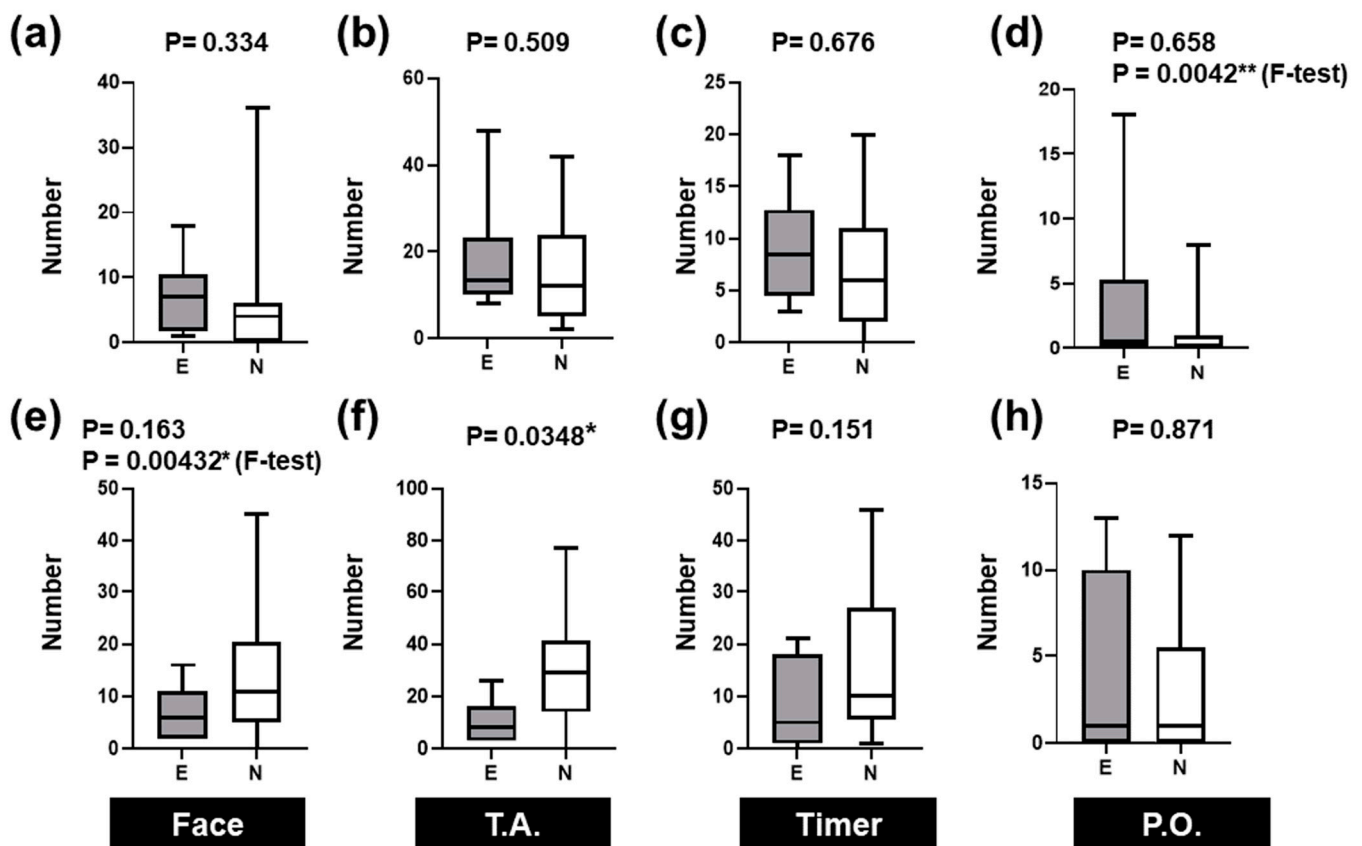 (a)
P= 0.334
40
30
20
10
0
Number
E N
(b)
P= 0.509
60
40
20
0
Number
E N
(c)
P= 0.676
25
20
15
10
5
0
Number
E N
(d)
P= 0.658
P = 0.0042** (F-test)
20
15
10
5
0
Number
E N
(e)
P= 0.163
P = 0.00432* (F-test)
50
40
30
20
10
0
Number
E N
(f)
P= 0.0348*
100
80
60
40
20
0
Number
E N
(g)
P= 0.151
50
40
30
20
10
0
Number
E N
(h)
P= 0.871
15
10
5
0
Number
E N
Face
T.A.
Timer
P.O.